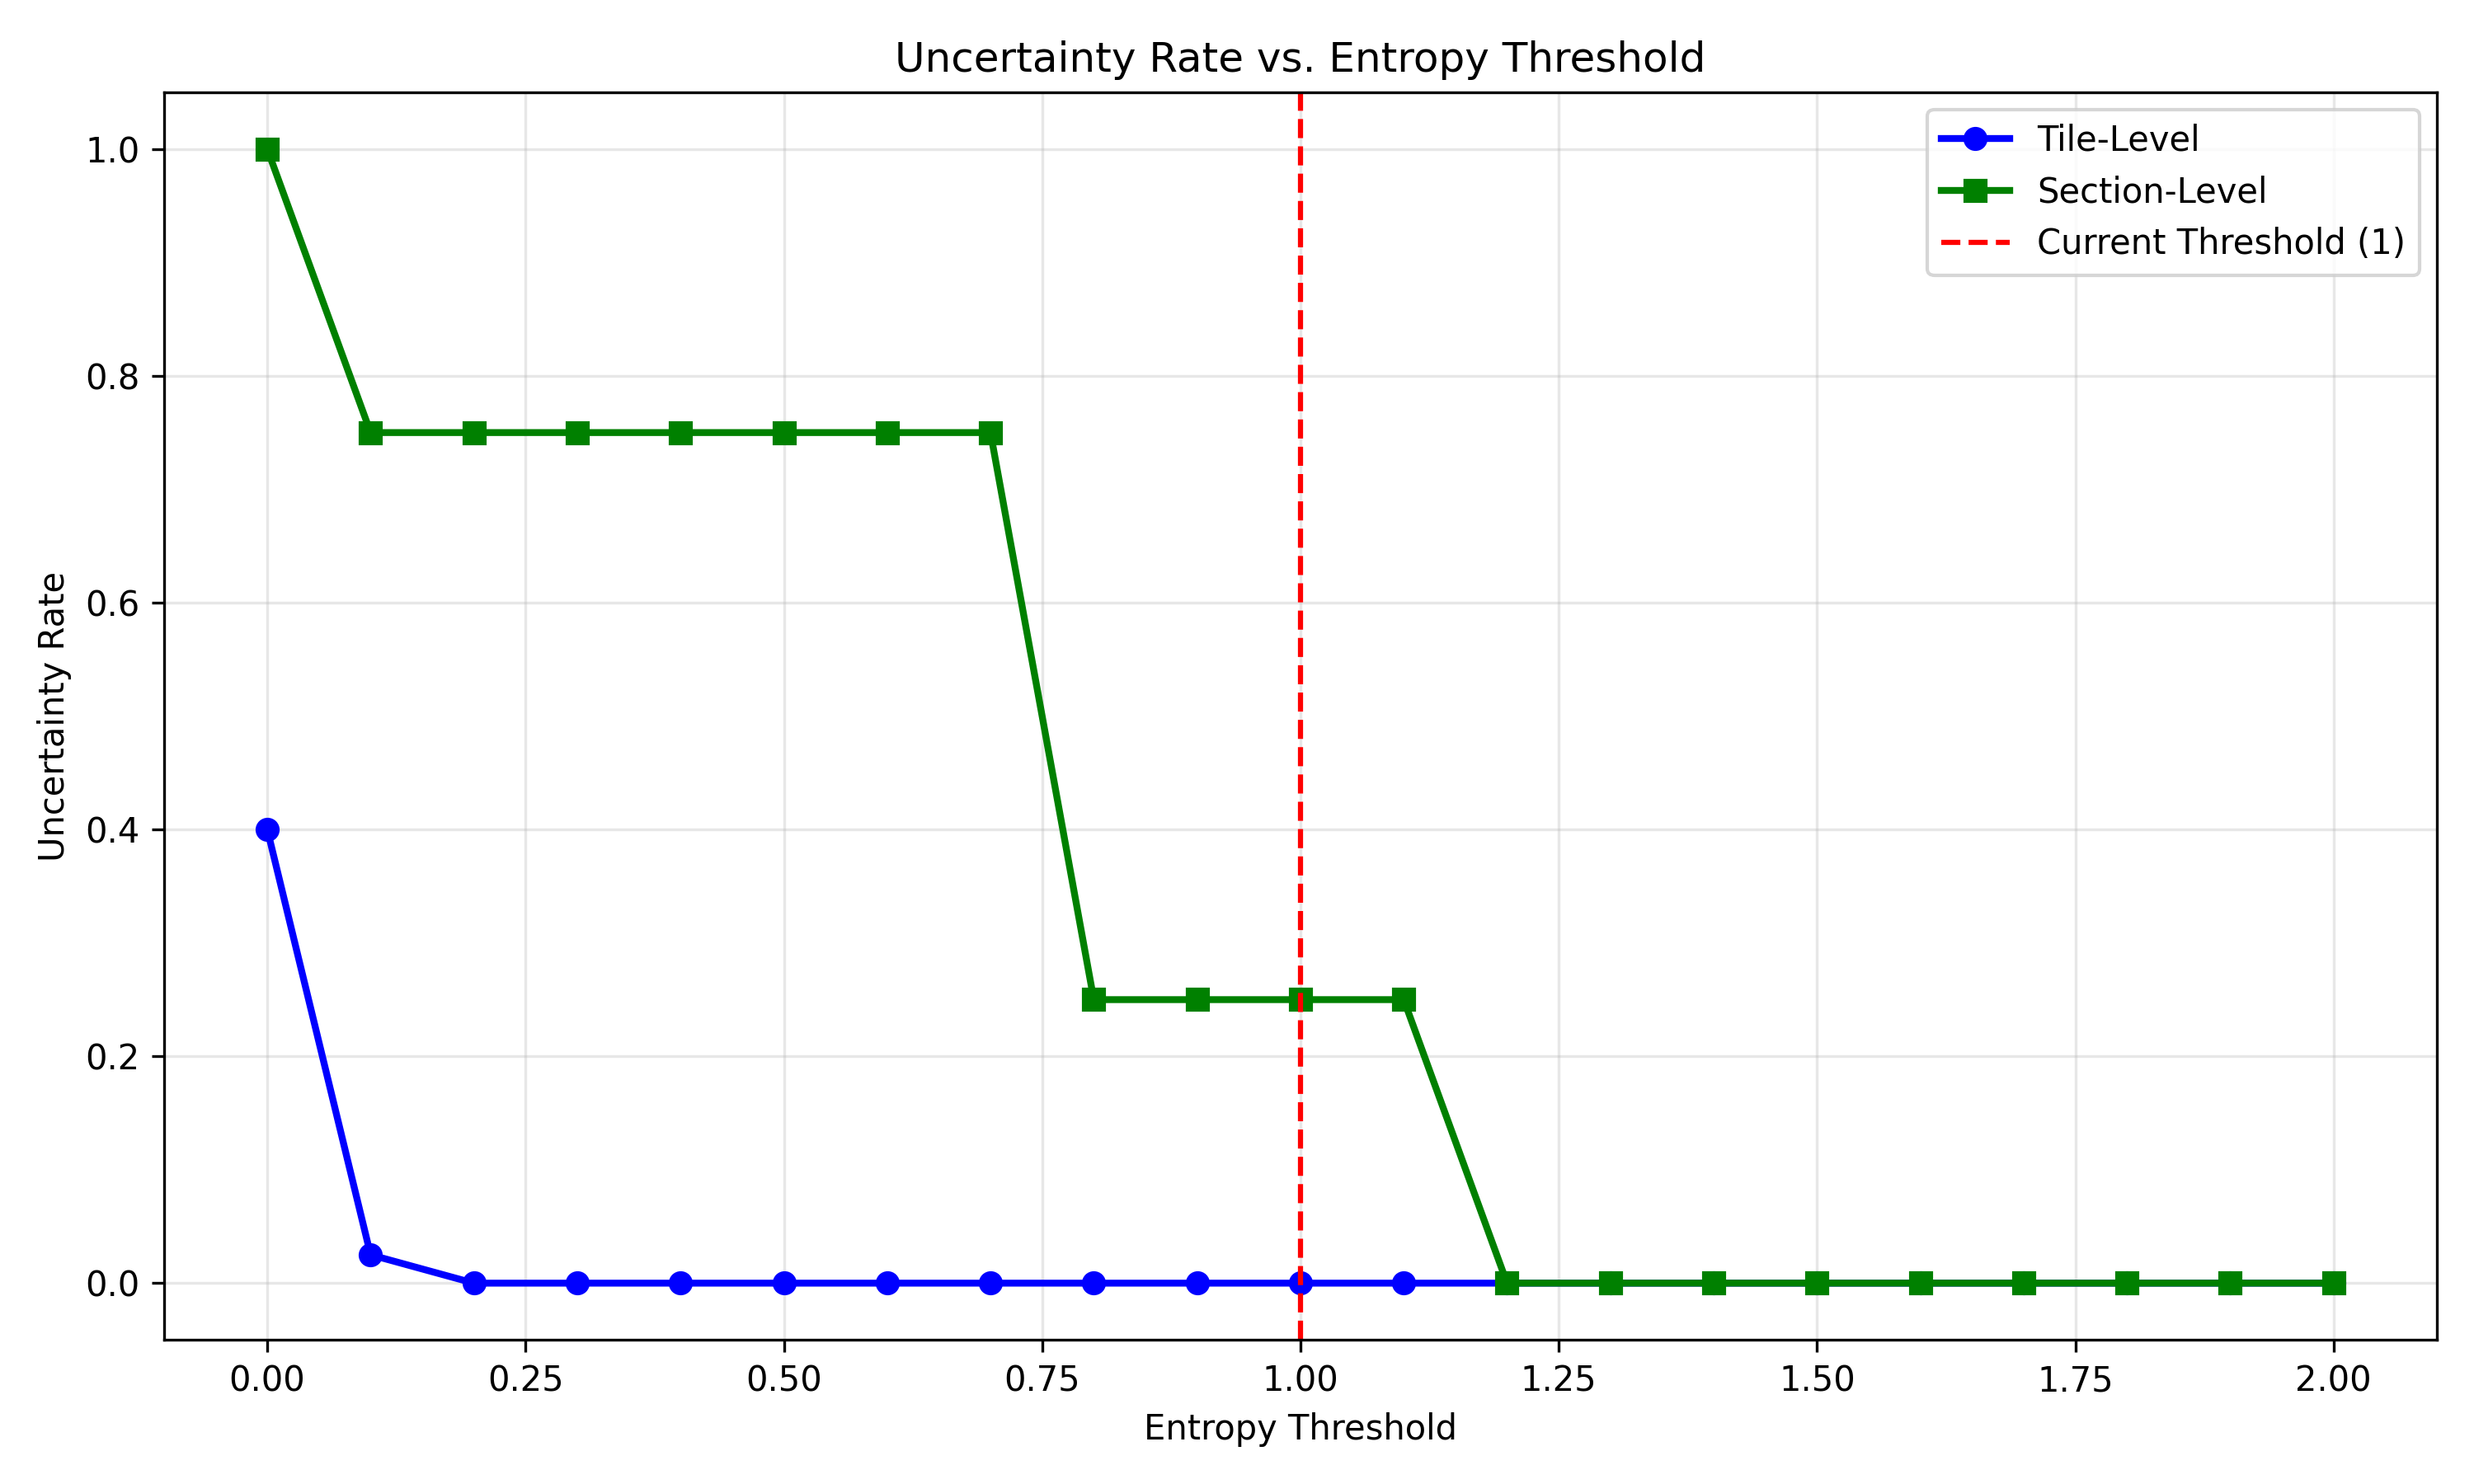 Uncertainty Rate vs. Entropy Threshold
Tile-Level
Section-Level
Current Threshold (1)
Uncertainty Rate
1.0
0.8
0.6
0.4
0.2
0.0
0.00 0.25 0.50 0.75 1.00 1.25 1.50 1.75 2.00
Entropy Threshold